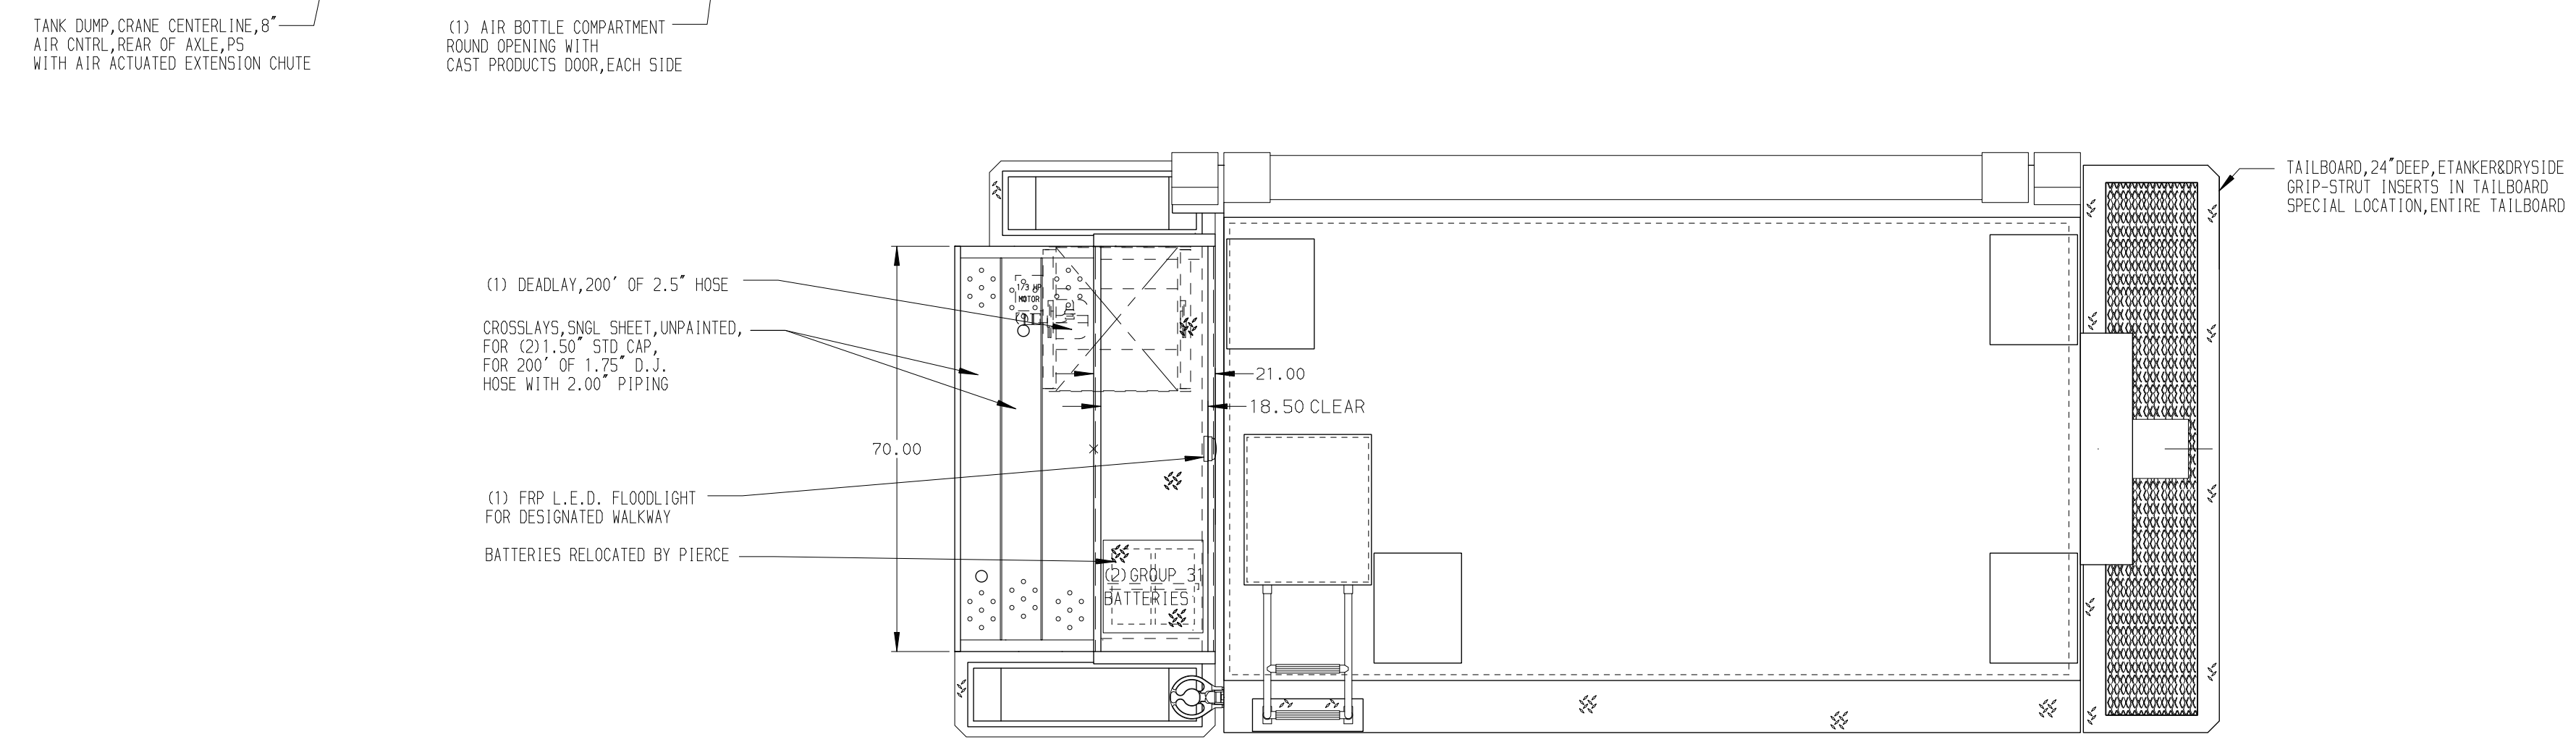 TANK DUMP,CRANE CENTERLINE,8"
AIR CNTRL,REAR OF AXLE,PS
WITH AIR ACTUATED EXTENSION CHUTE
(1) AIR BOTTLE COMPARTMENT
ROUND OPENING WITH
CAST PRODUCTS DOOR,EACH SIDE
TAILBOARD,24"DEEP,ETANKER&DRYSIDE
GRIP-STRUT INSERTS IN TAILBOARD
SPECIAL LOCATION,ENTIRE TAILBOARD
(1) DEADLAY,200' OF 2.5" HOSE
1/3 HP
MOTOR
CROSSLAYS,SNGL SHEET,UNPAINTED,
FOR (2)1.50" STD CAP,
FOR 200' OF 1.75" D.J.
HOSE WITH 2.00" PIPING
21.00
18.50 CLEAR
70.00
(1) FRP L.E.D. FLOODLIGHT
FOR DESIGNATED WALKWAY
BATTERIES RELOCATED BY PIERCE
(2) GROUP 31
BATTERIES